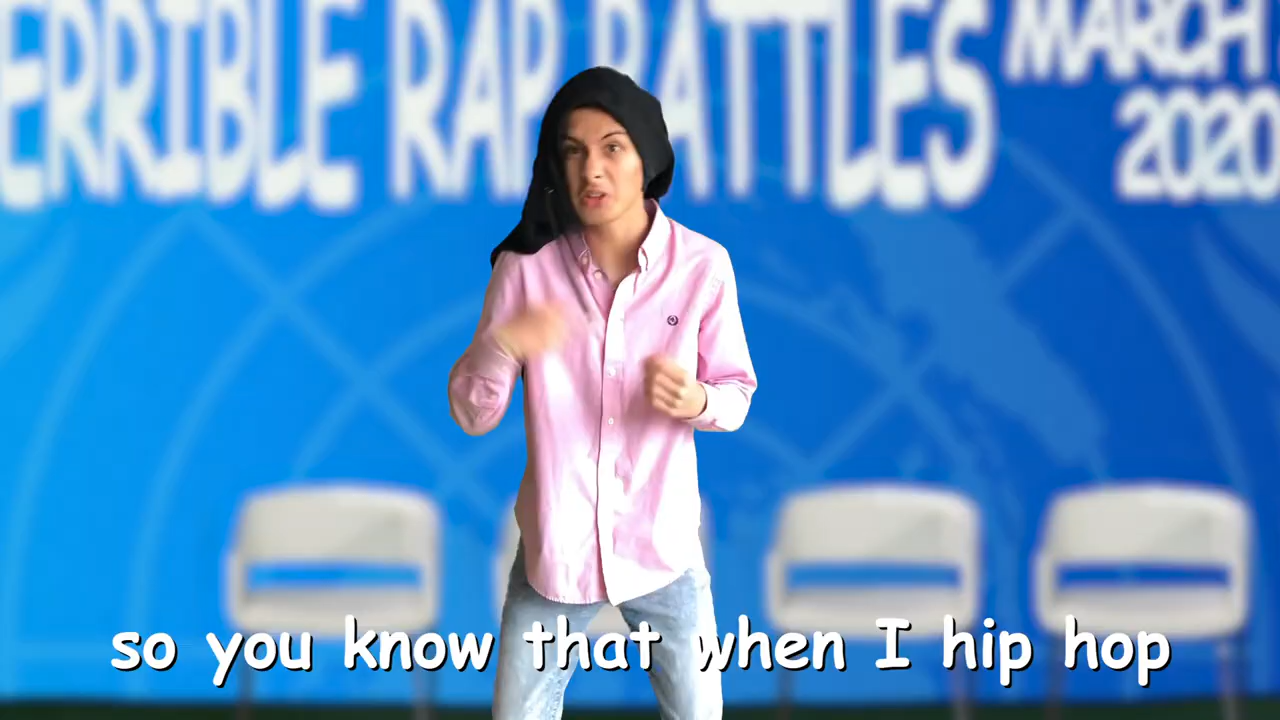 ERRIBLE RAP BATTLES
MARCH
2020
so you know that when I hip hop